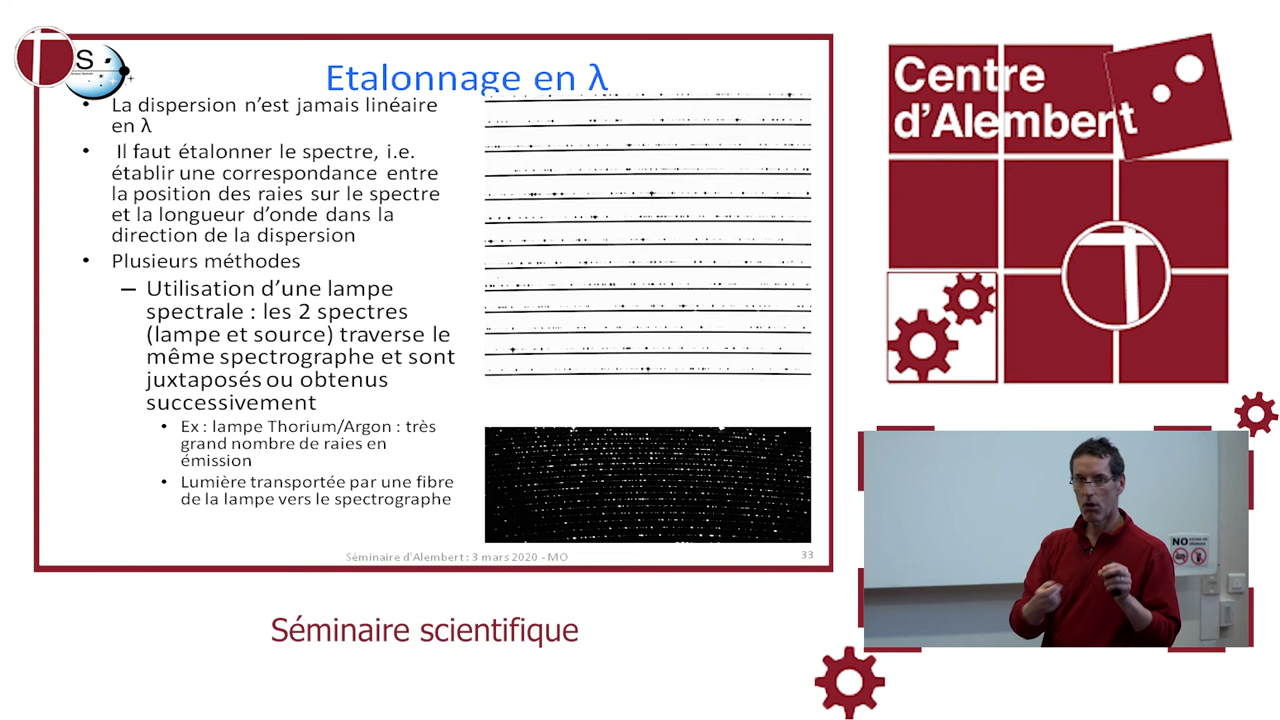 S
Etalonnage en λ
• La dispersion n'est jamais linéaire
en λ
• Il faut étalonner le spectre, i.e.
établir une correspondance entre
la position des raies sur le spectre
et la longueur d'onde dans la
direction de la dispersion
• Plusieurs méthodes
– Utilisation d'une lampe
spectrale : les 2 spectres
(lampe et source) traverse le
même spectrographe et sont
juxtaposés ou obtenus
successivement
• Ex : lampe Thorium/Argon : très
grand nombre de raies en
émission
• Lumière transportée par une fibre
de la lampe vers le spectrographe
Séminaire d'Alembert : 3 mars 2020 - MO
33
Séminaire scientifique
Centre
d'Alembert
NO